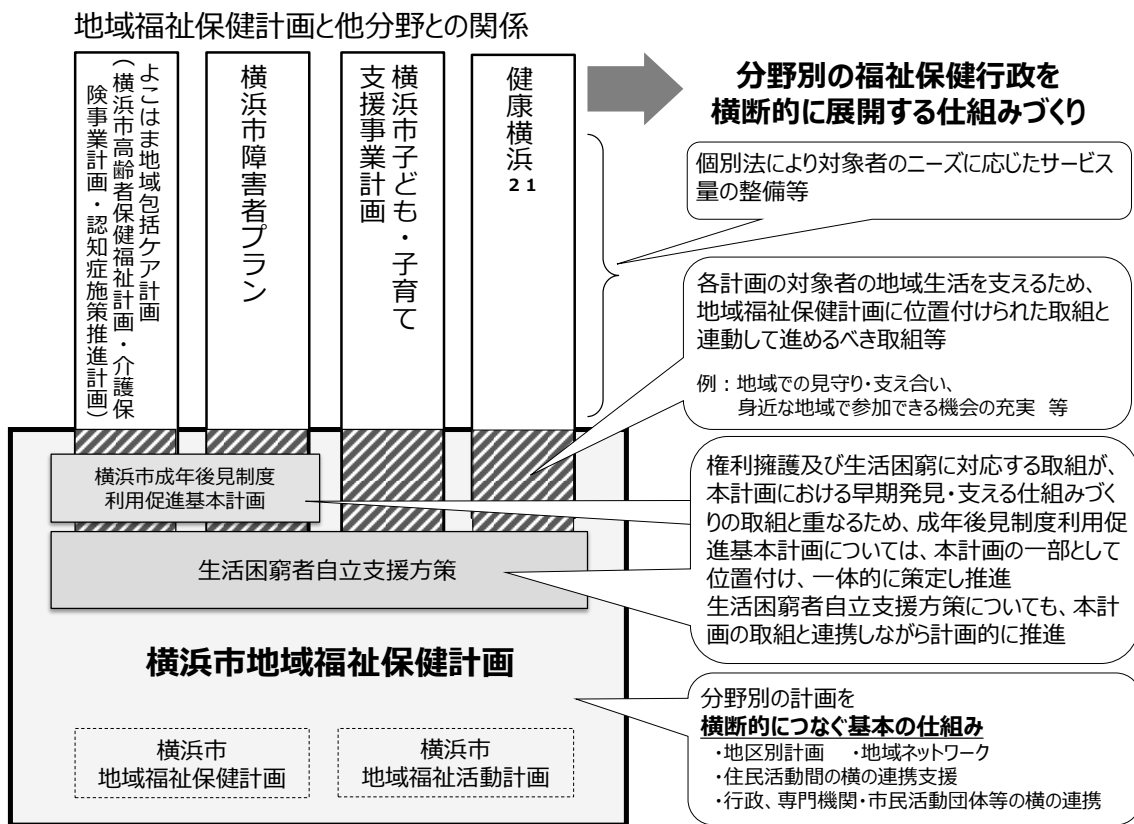 地域福祉保健計画と他分野との関係
よこはま地域包括ケア計画
(横浜市高齢者保健福祉計画・介護保
険事業計画・認知症施策推進計画)
横浜市障害者プラン
横浜市子ども・子育て
支援事業計画
健康横浜21
分野別の福祉保健行政を
横断的に展開する仕組みづくり
個別法により対象者のニーズに応じたサービス
量の整備等
各計画の対象者の地域生活を支えるため、
地域福祉保健計画に位置付けられた取組と
連動して進めるべき取組等
例:地域での見守り・支え合い、
身近な地域で参加できる機会の充実 等
横浜市成年後見制度
利用促進基本計画
生活困窮者自立支援方策
権利擁護及び生活困窮に対応する取組が、
本計画における早期発見・支える仕組みづく
りの取組と重なるため、成年後見制度利用促
進基本計画については、本計画の一部として
位置付け、一体的に策定し推進
生活困窮者自立支援方策についても、本計
画の取組と連携しながら計画的に推進
横浜市地域福祉保健計画
横浜市
地域福祉保健計画
横浜市
地域福祉活動計画
分野別の計画を
横断的につなぐ基本の仕組み
・地区別計画 ・地域ネットワーク
・住民活動間の横の連携支援
・行政、専門機関・市民活動団体等の横の連携